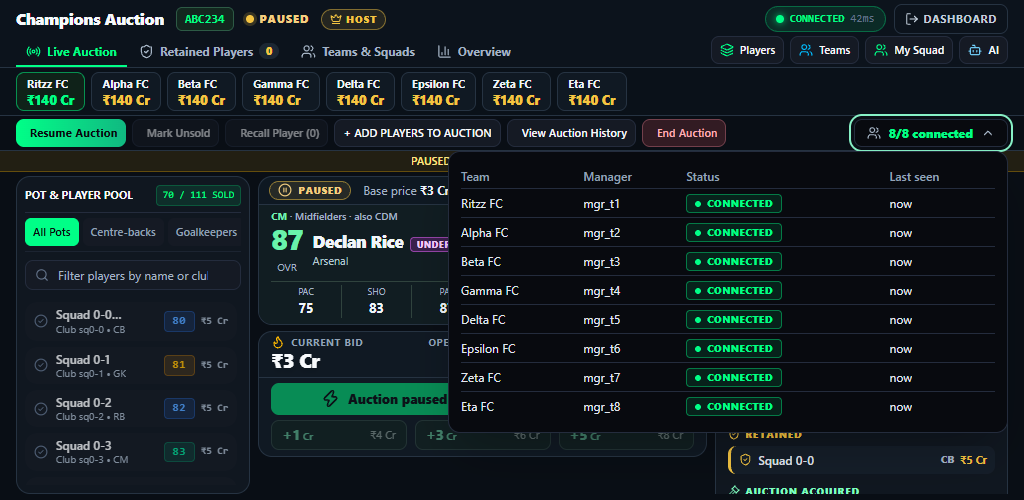 Champions Auction ABC234 PAUSED HOST CONNECTED 42ms DASHBOARD
Live Auction Retained Players 0 Teams & Squads Overview Players Teams My Squad AI
Ritzz FC Alpha FC Beta FC Gamma FC Delta FC Epsilon FC Zeta FC Eta FC
₹140 Cr ₹140 Cr ₹140 Cr ₹140 Cr ₹140 Cr ₹140 Cr ₹140 Cr ₹140 Cr
Resume Auction Mark Unsold Recall Player (0) + ADD PLAYERS TO AUCTION View Auction History End Auction 8/8 connected
PAUSED
POT & PLAYER POOL 70 / 111 SOLD
All Pots Centre-backs Goalkeepers
Filter players by name or clu
Squad 0-0... 80 ₹5 Cr
Club sq0-0 • CB
Squad 0-1 81 ₹5 Cr
Club sq0-1 • GK
Squad 0-2 82 ₹5 Cr
Club sq0-2 • RB
Squad 0-3 83 ₹5 Cr
Club sq0-3 • CM
PAUSED Base price ₹3 Cr
CM · Midfielders · also CDM
87 Declan Rice UNDER
OVR Arsenal
PAC SHO
75 83
CURRENT BID OPE
₹3 Cr
Auction paused
+1 Cr ₹4 Cr +3 Cr ₹6 Cr +5 Cr ₹8 Cr
Team Manager Status Last seen
Ritzz FC mgr_t1 CONNECTED now
Alpha FC mgr_t2 CONNECTED now
Beta FC mgr_t3 CONNECTED now
Gamma FC mgr_t4 CONNECTED now
Delta FC mgr_t5 CONNECTED now
Epsilon FC mgr_t6 CONNECTED now
Zeta FC mgr_t7 CONNECTED now
Eta FC mgr_t8 CONNECTED now
RETAINED
Squad 0-0 CB ₹5 Cr
AUCTION ACQUIRED